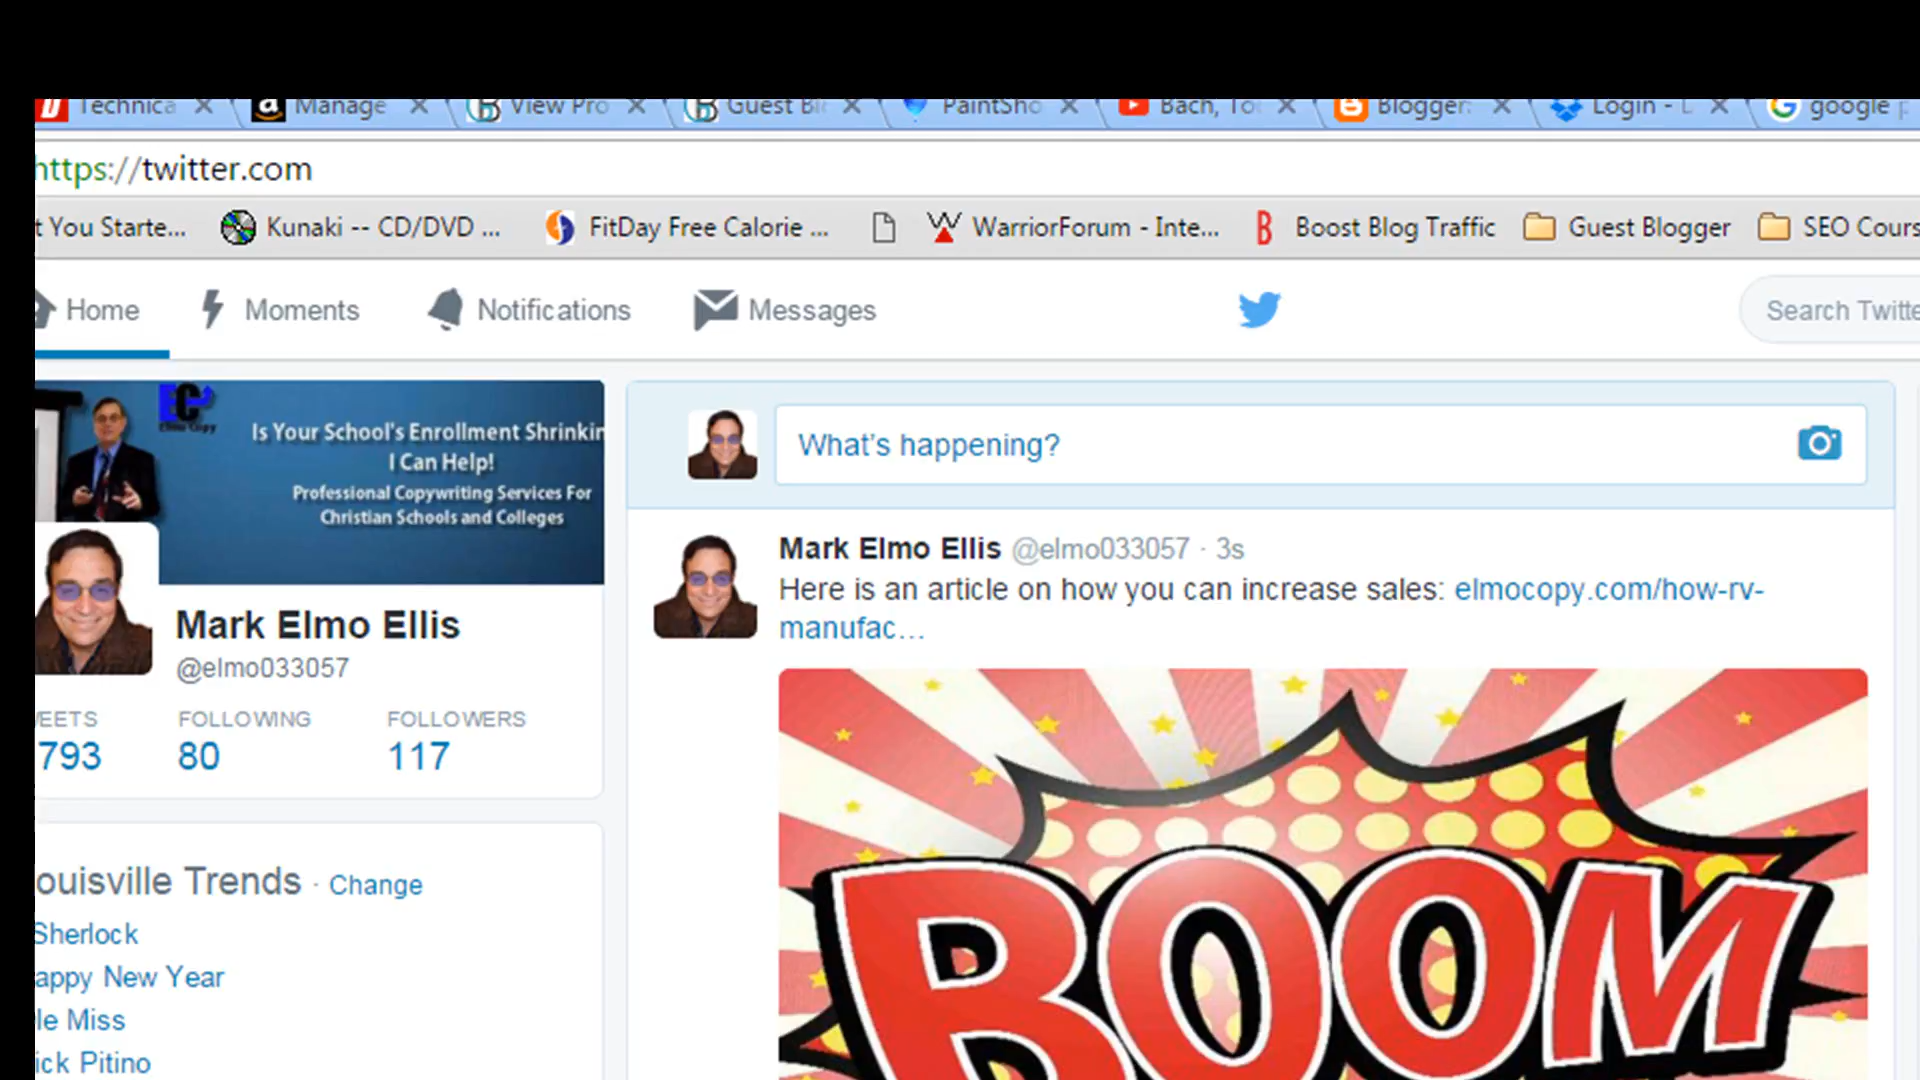 Technica
Manage
View Pro
Guest Bl
PaintSho
Bach, To
Blogger:
Login -
google p
https://twitter.com
t You Starte...
Kunaki -- CD/DVD ...
FitDay Free Calorie ...
WarriorForum - Inte...
Boost Blog Traffic
Guest Blogger
SEO Cours
Home
Moments
Notifications
Messages
Search Twitte
Is Your School's Enrollment Shrinkin
I Can Help!
Professional Copywriting Services For
Christian Schools and Colleges
What's happening?
Mark Elmo Ellis @elmo033057 · 3s
Here is an article on how you can increase sales: elmocopy.com/how-rv-
manufac…
Mark Elmo Ellis
@elmo033057
EETS
FOLLOWING
FOLLOWERS
793
80
117
ouisville Trends · Change
Sherlock
appy New Year
le Miss
ick Pitino
BOOM